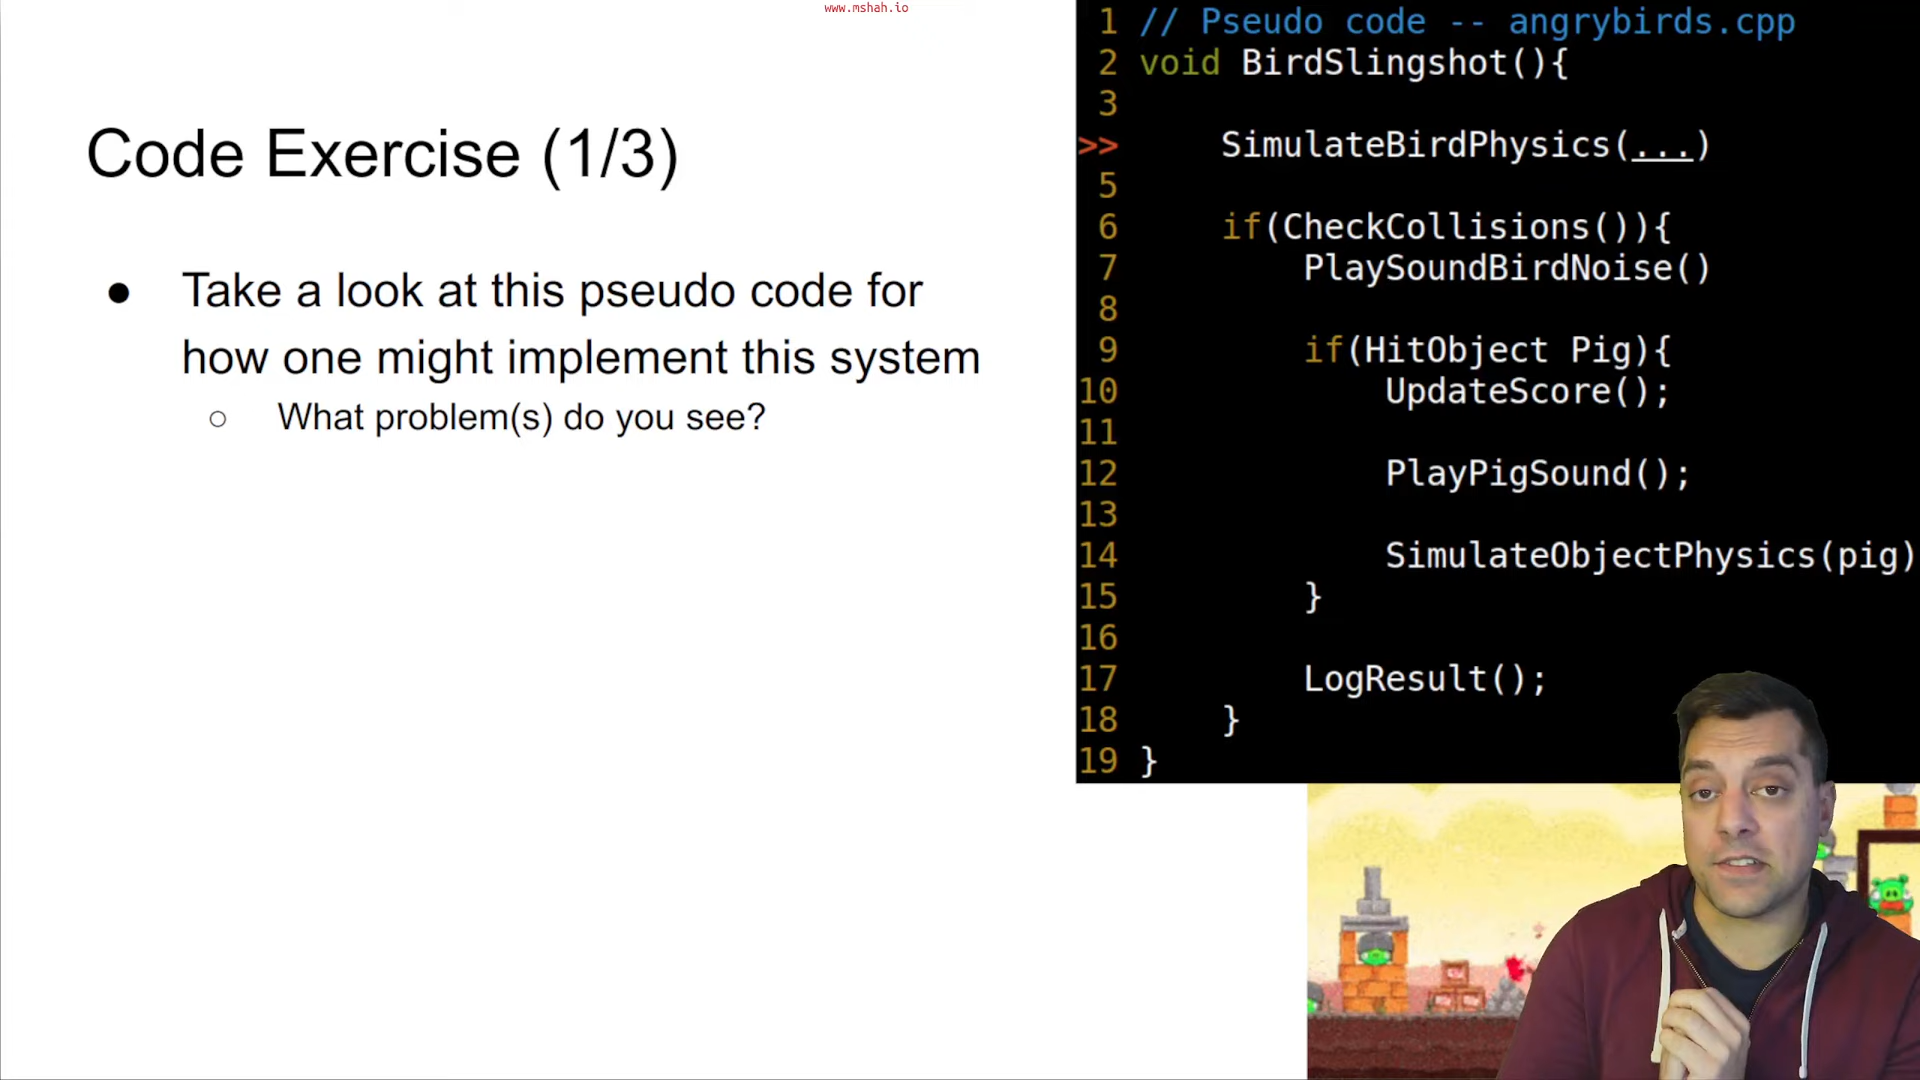 www.mshah.io
Code Exercise (1/3)
● Take a look at this pseudo code for
how one might implement this system
○ What problem(s) do you see?
1 // Pseudo code -- angrybirds.cpp
2 void BirdSlingshot(){
3
>> SimulateBirdPhysics(...)
5
6 if(CheckCollisions()){
7 PlaySoundBirdNoise()
8
9 if(HitObject Pig){
10 UpdateScore();
11
12 PlayPigSound();
13
14 SimulateObjectPhysics(pig)
15 }
16
17 LogResult();
18 }
19 }